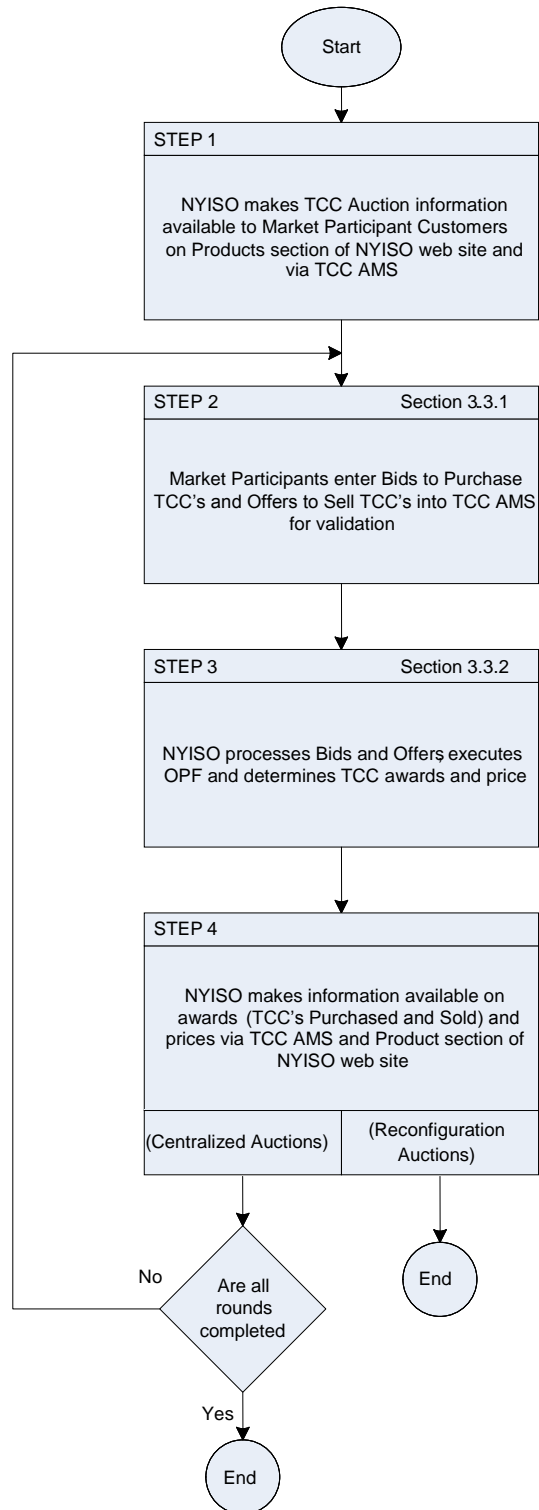 Start
STEP 1
NYISO makes TCC Auction information
available to Market Participant Customers
on Products section of NYISO web site and
via TCC AMS
STEP 2 Section 3.3.1
Market Participants enter Bids to Purchase
TCC's and Offers to Sell TCC's into TCC AMS
for validation
STEP 3 Section 3.3.2
NYISO processes Bids and Offers, executes
OPF and determines TCC awards and price
STEP 4
NYISO makes information available on
awards (TCC's Purchased and Sold) and
prices via TCC AMS and Product section of
NYISO web site
(Centralized Auctions)
(Reconfiguration
Auctions)
No
Are all
rounds
completed
End
Yes
End